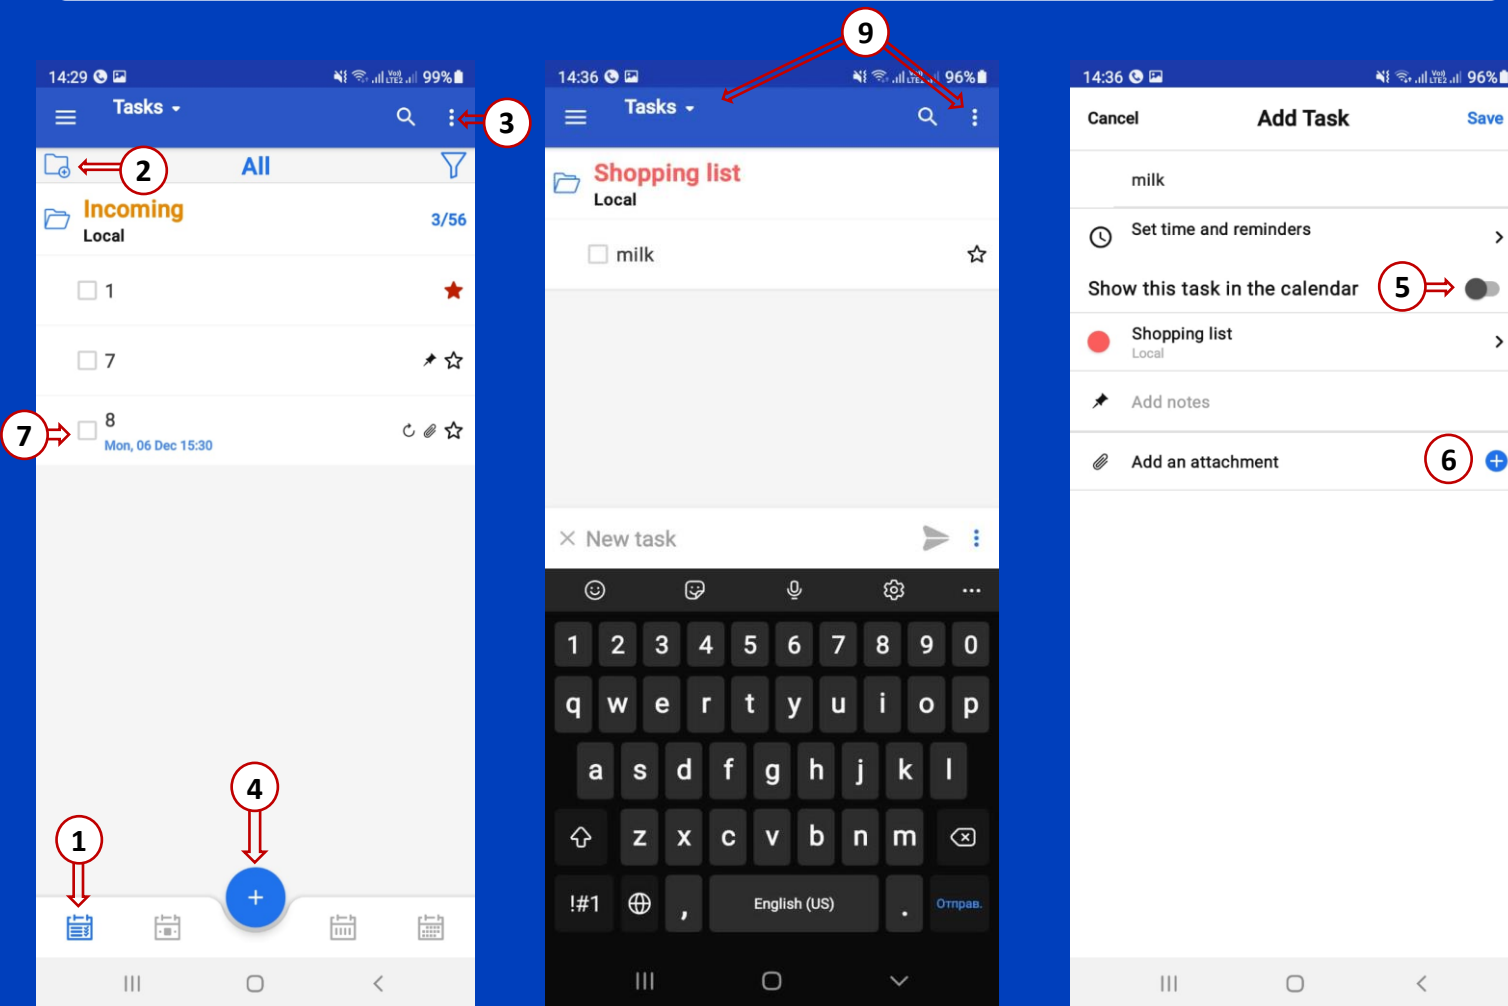 9
14:29 99%
Tasks
3
2
All
Incoming
3/56
Local
1
7
7
8
Mon, 06 Dec 15:30
4
1
14:36 96%
Tasks
Shopping list
Local
milk
New task
1 2 3 4 5 6 7 8 9 0
q w e r t y u i o p
a s d f g h j k l
z x c v b n m
!#1 , English (US) . Отправ.
14:36 96%
Cancel Add Task Save
milk
Set time and reminders
Show this task in the calendar 5
Shopping list
Local
Add notes
Add an attachment 6